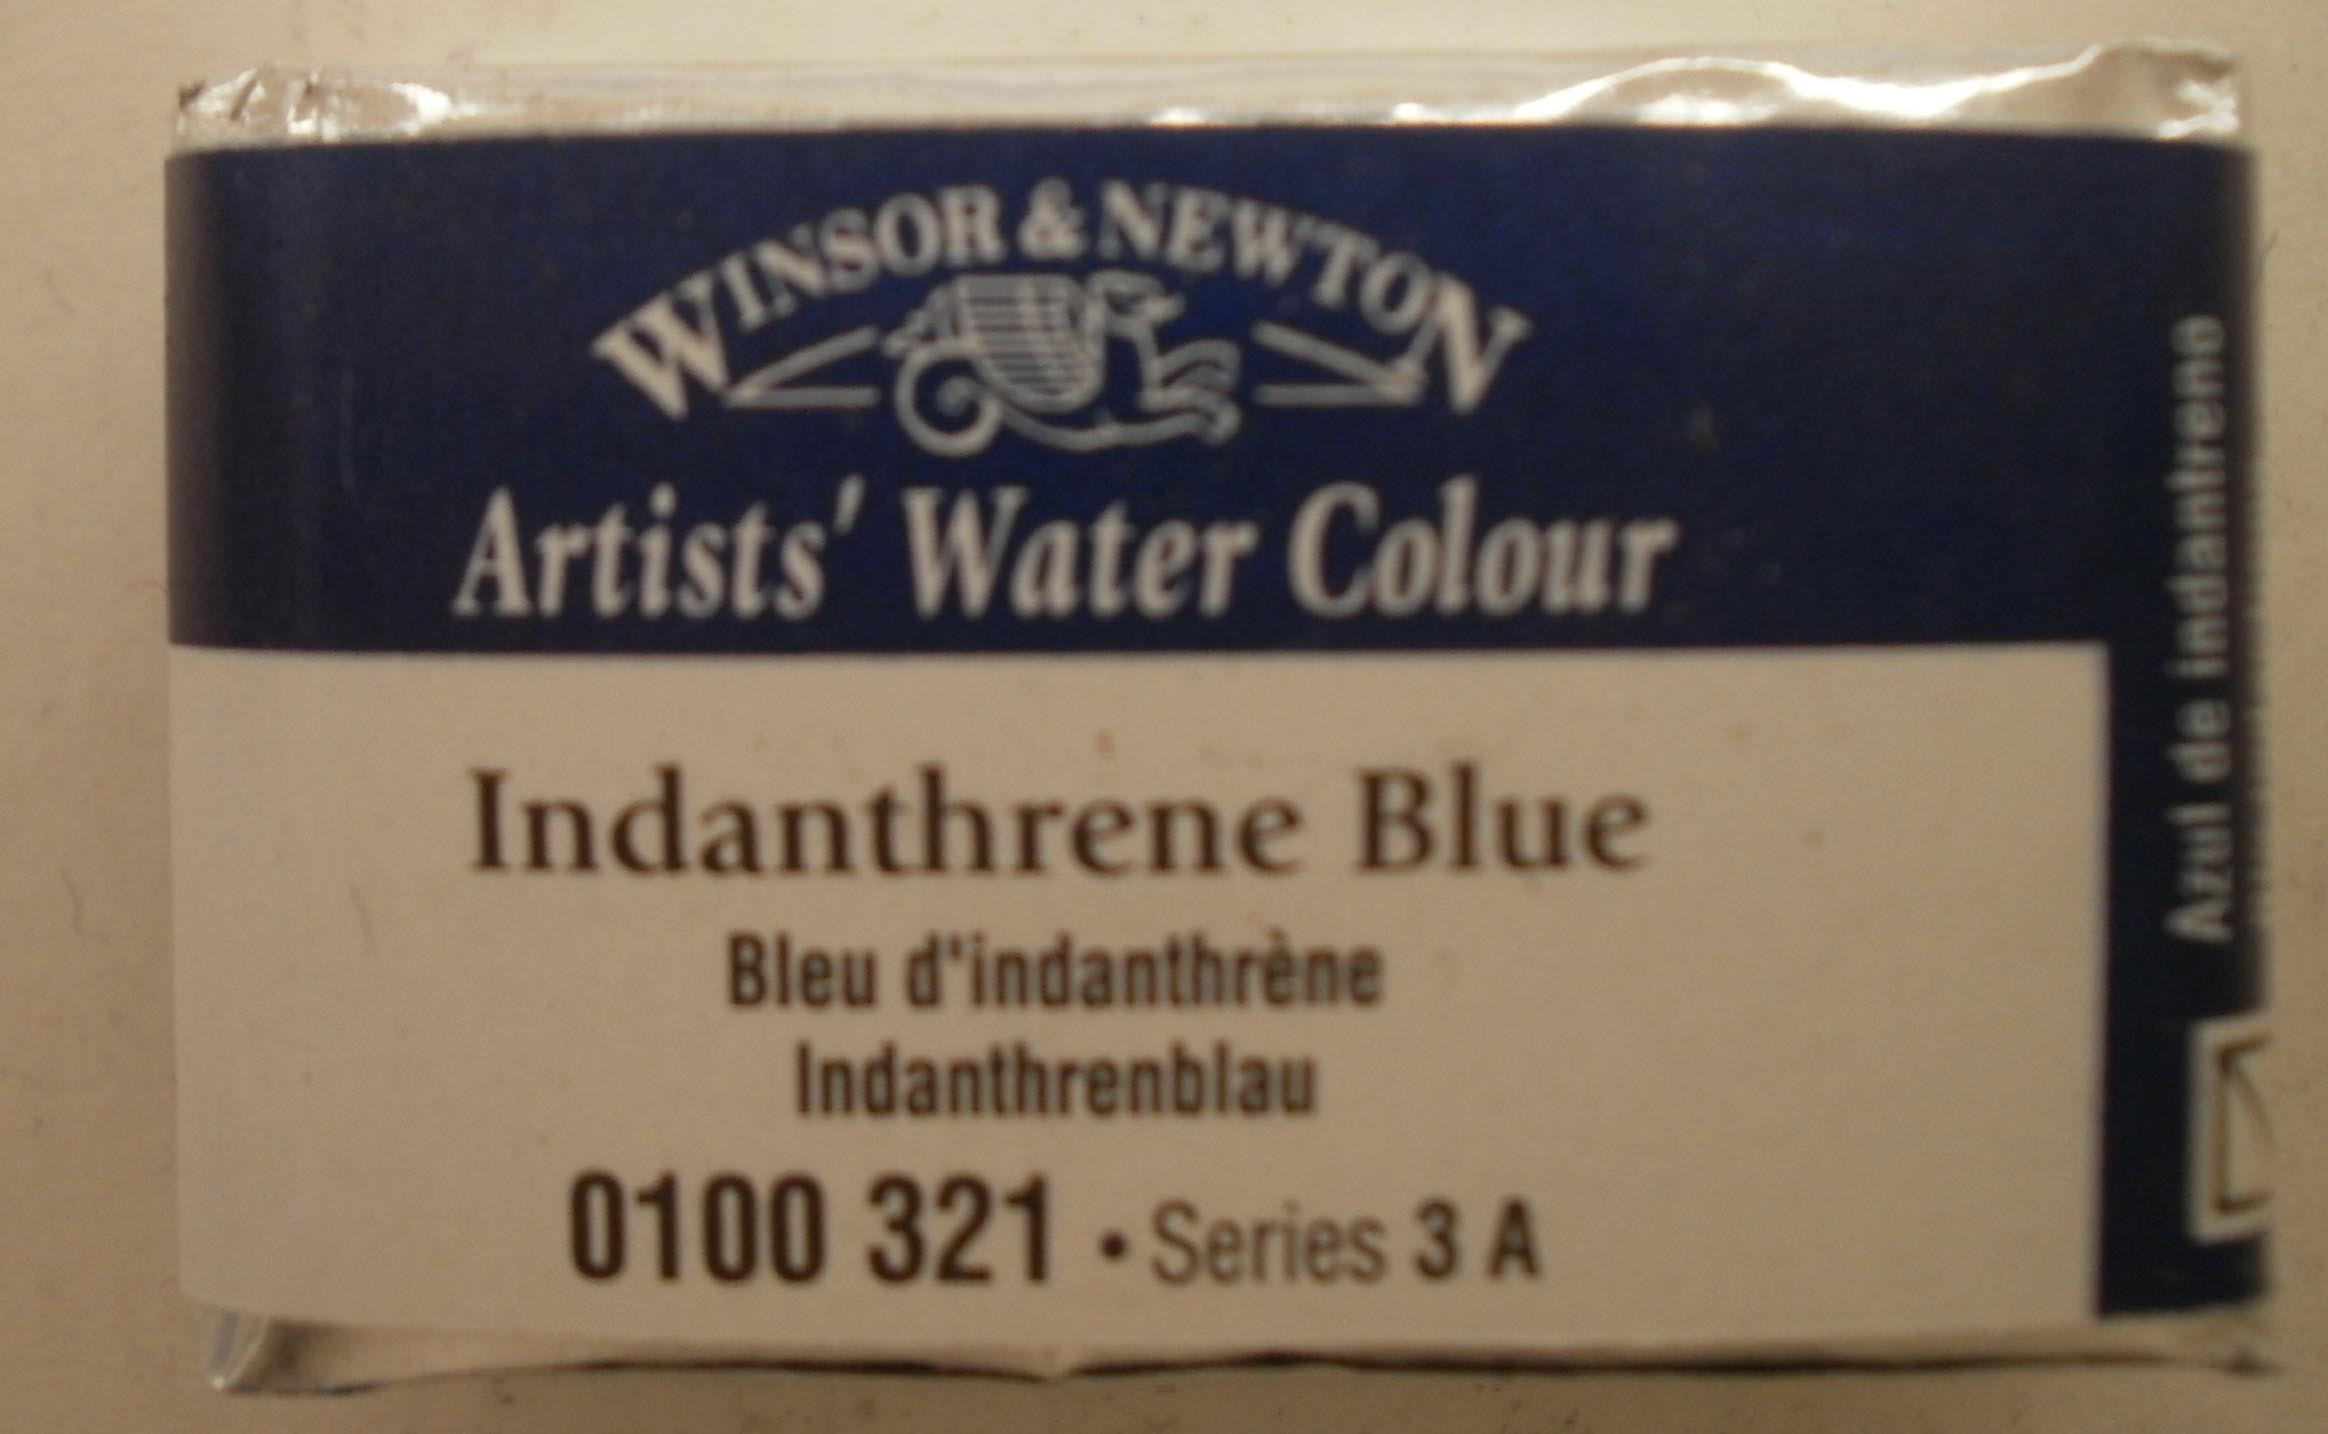 WINSOR & NEWTON
Artists' Water Colour
Indanthrene Blue
Bleu d'indanthrène
Indanthrenblau
0100 321 • Series 3 A
Azul de indantreno